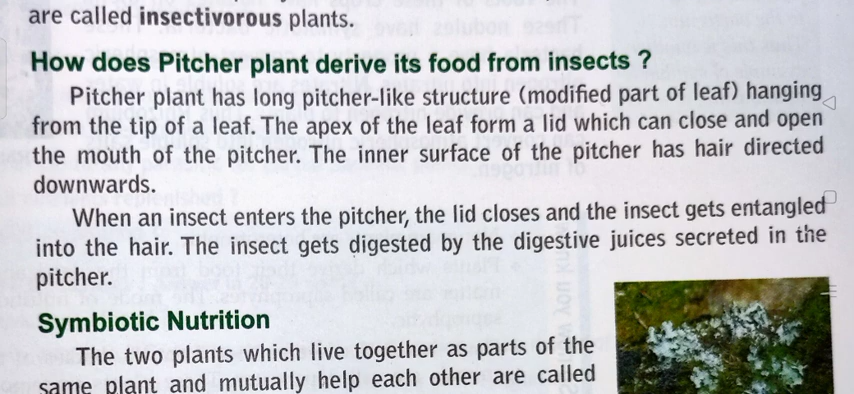 are called insectivorous plants.
How does Pitcher plant derive its food from insects ?
Pitcher plant has long pitcher-like structure (modified part of leaf) hanging
from the tip of a leaf. The apex of the leaf form a lid which can close and open
the mouth of the pitcher. The inner surface of the pitcher has hair directed
downwards.
When an insect enters the pitcher, the lid closes and the insect gets entangled
into the hair. The insect gets digested by the digestive juices secreted in the
pitcher.
Symbiotic Nutrition
The two plants which live together as parts of the
same plant and mutually help each other are called